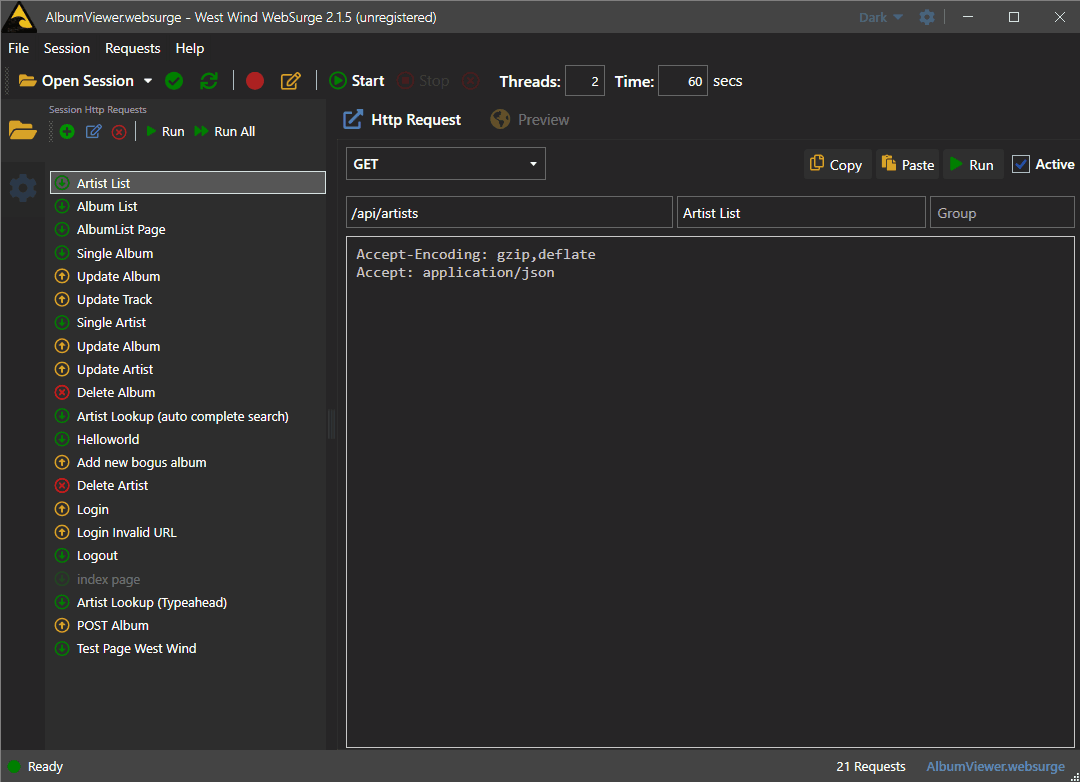 AlbumViewer.websurge - West Wind WebSurge 2.1.5 (unregistered)
Dark
File Session Requests Help
Open Session Start Stop Threads: 2 Time: 60 secs
Session Http Requests
Run Run All
Http Request Preview
GET
Copy Paste Run Active
/api/artists Artist List Group
Accept-Encoding: gzip,deflate
Accept: application/json
Artist List
Album List
AlbumList Page
Single Album
Update Album
Update Track
Single Artist
Update Album
Update Artist
Delete Album
Artist Lookup (auto complete search)
Helloworld
Add new bogus album
Delete Artist
Login
Login Invalid URL
Logout
index page
Artist Lookup (Typeahead)
POST Album
Test Page West Wind
Ready 21 Requests AlbumViewer.websurge